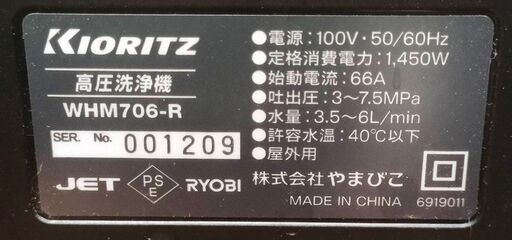 KIORITZ
高圧洗浄機
WHM706-R
SER. No. 001209
JET PS E RYOBI
●電源：100V・50/60Hz
●定格消費電力：1,450W
●始動電流：66A
●吐出圧：3～7.5MPa
●水量：3.5～6L/min
●許容水温：40℃以下
●屋外用
株式会社やまびこ
MADE IN CHINA 6919011